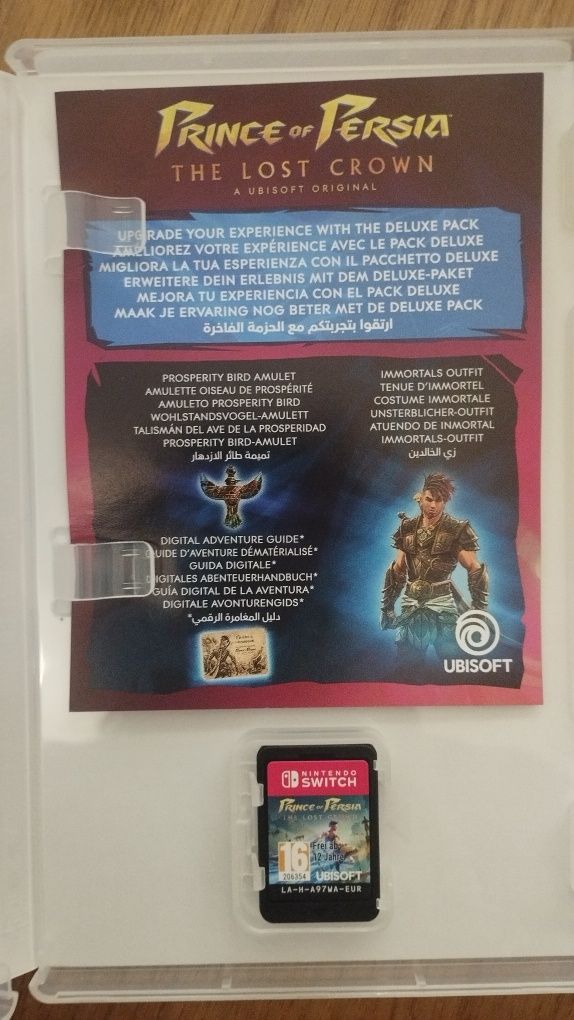 PRINCE OF PERSIA
THE LOST CROWN
A UBISOFT ORIGINAL
UPGRADE YOUR EXPERIENCE WITH THE DELUXE PACK
AMÉLIOREZ VOTRE EXPÉRIENCE AVEC LE PACK DELUXE
MIGLIORA LA TUA ESPERIENZA CON IL PACCHETTO DELUXE
ERWEITERE DEIN ERLEBNIS MIT DEM DELUXE-PAKET
MEJORA TU EXPERIENCIA CON EL PACK DELUXE
MAAK JE ERVARING NOG BETER MET DE DELUXE PACK
ارتقوا بتجربتكم مع الحزمة الفاخرة
PROSPERITY BIRD AMULET
AMULETTE OISEAU DE PROSPÉRITÉ
AMULETO PROSPERITY BIRD
WOHLSTANDSVOGEL-AMULETT
TALISMÁN DEL AVE DE LA PROSPERIDAD
PROSPERITY BIRD-AMULET
تميمة طائر الازدهار
IMMORTALS OUTFIT
TENUE D'IMMORTEL
COSTUME IMMORTALE
UNSTERBLICHER-OUTFIT
ATUENDO DE INMORTAL
IMMORTALS-OUTFIT
زي الخالدين
DIGITAL ADVENTURE GUIDE*
GUIDE D'AVENTURE DÉMATÉRIALISÉ*
GUIDA DIGITALE*
DIGITALES ABENTEUERHANDBUCH*
GUÍA DIGITAL DE LA AVENTURA*
DIGITALE AVONTURENGIDS*
دليل المغامرة الرقمي*
UBISOFT
NINTENDO
SWITCH
PRINCE OF PERSIA
THE LOST CROWN
16
Frei ab
12 Jahre
206354
UBISOFT
LA-H-A97WA-EUR